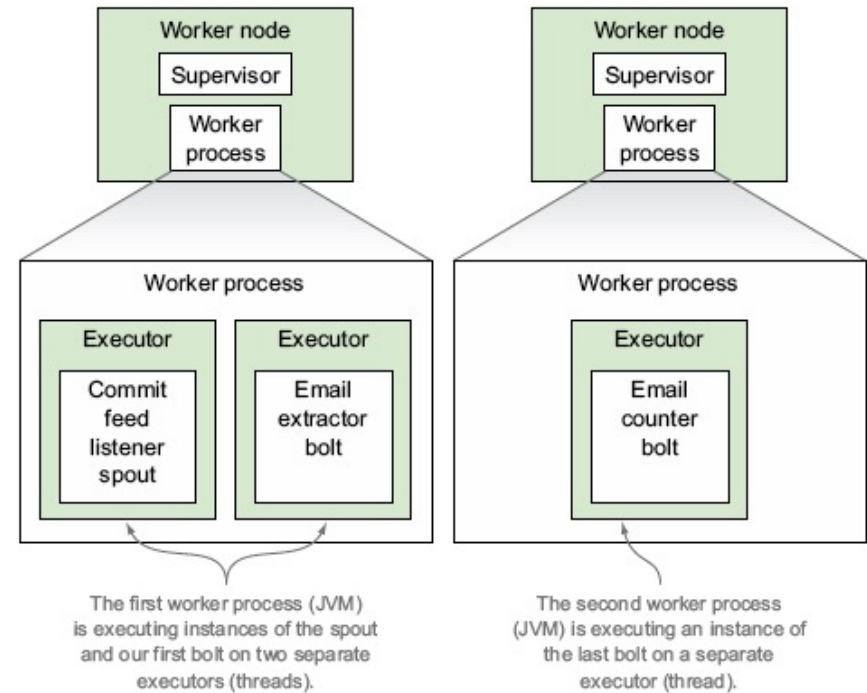 Worker node
Supervisor
Worker
process
Worker process
Executor
Commit
feed
listener
spout
Executor
Email
extractor
bolt
The first worker process (JVM)
is executing instances of the spout
and our first bolt on two separate
executors (threads).
Worker node
Supervisor
Worker
process
Worker process
Executor
Email
counter
bolt
The second worker process
(JVM) is executing an instance of
the last bolt on a separate
executor (thread).